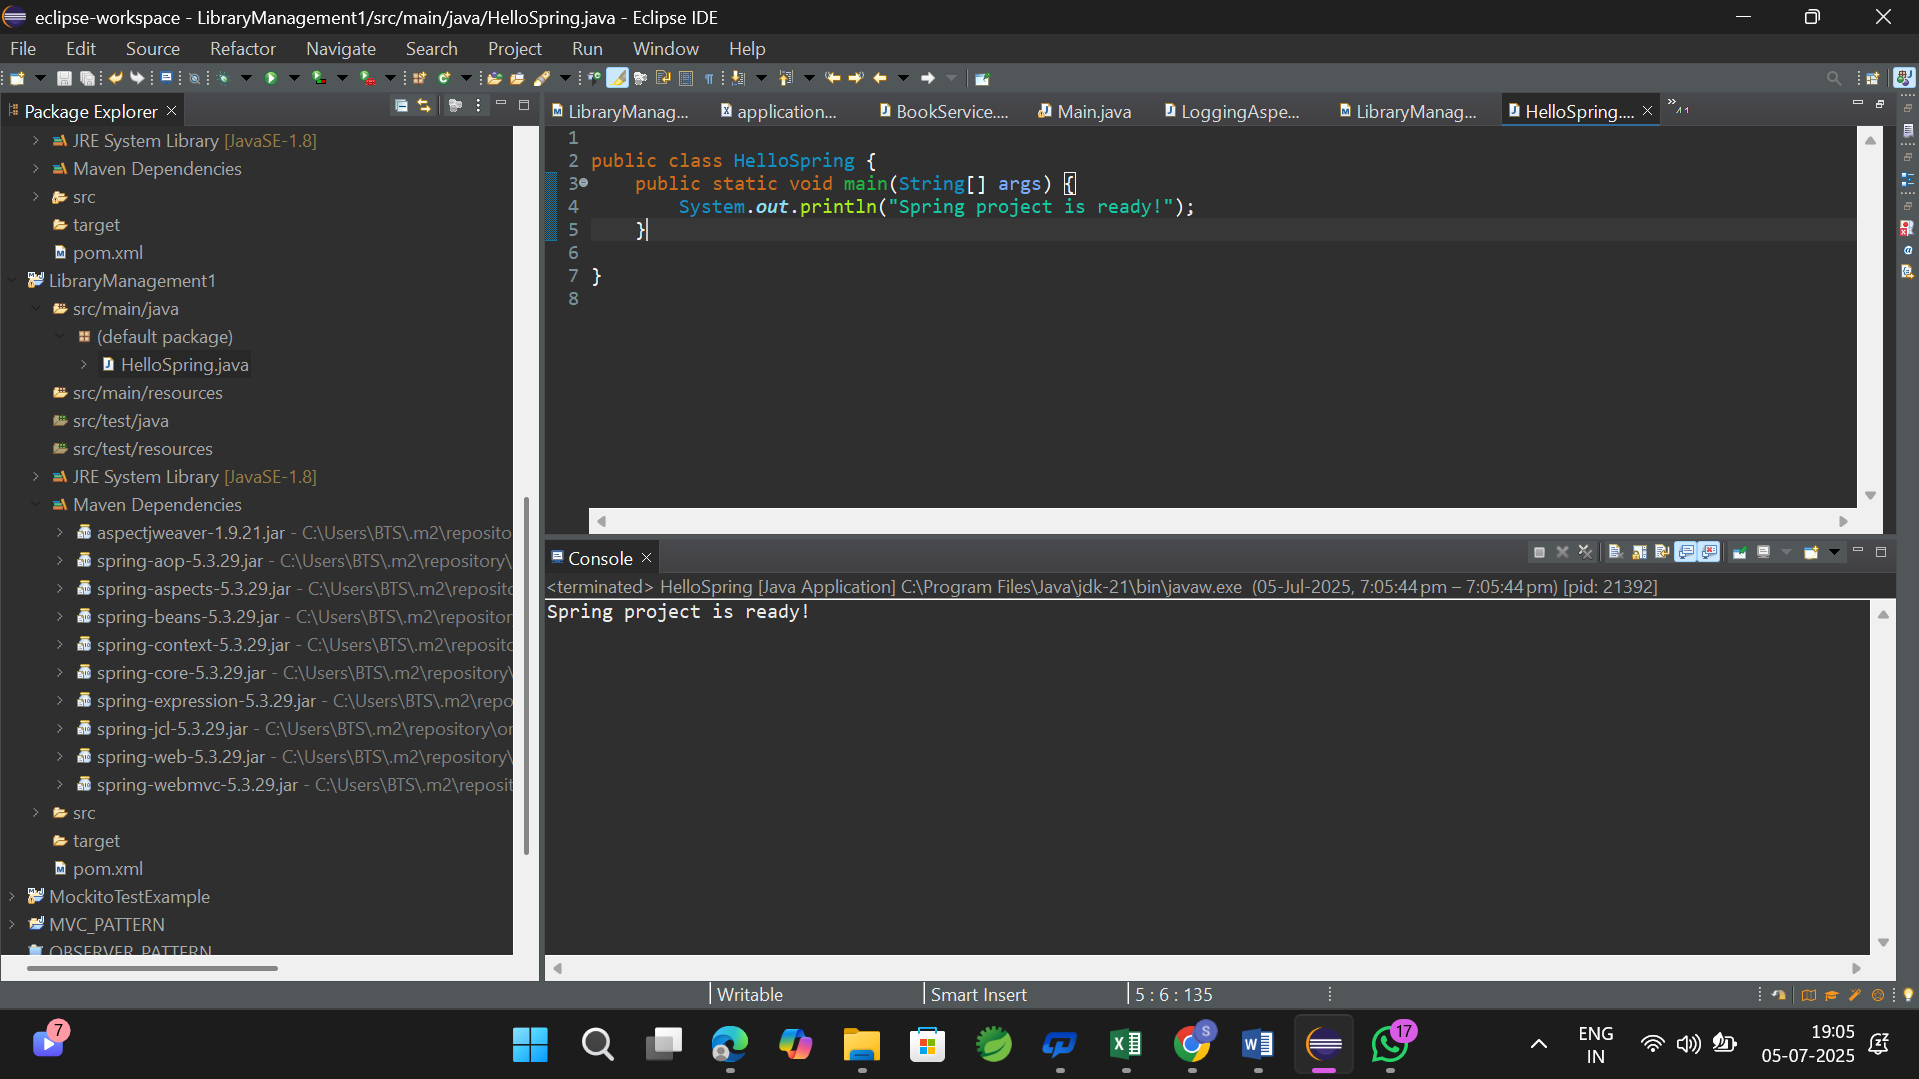 eclipse-workspace - LibraryManagement1/src/main/java/HelloSpring.java - Eclipse IDE
File Edit Source Refactor Navigate Search Project Run Window Help
Package Explorer
JRE System Library [JavaSE-1.8]
Maven Dependencies
src
target
pom.xml
LibraryManagement1
src/main/java
(default package)
HelloSpring.java
src/main/resources
src/test/java
src/test/resources
JRE System Library [JavaSE-1.8]
Maven Dependencies
aspectjweaver-1.9.21.jar - C:\Users\BTS\.m2\reposito
spring-aop-5.3.29.jar - C:\Users\BTS\.m2\repository\
spring-aspects-5.3.29.jar - C:\Users\BTS\.m2\reposito
spring-beans-5.3.29.jar - C:\Users\BTS\.m2\repositor
spring-context-5.3.29.jar - C:\Users\BTS\.m2\reposito
spring-core-5.3.29.jar - C:\Users\BTS\.m2\repository\
spring-expression-5.3.29.jar - C:\Users\BTS\.m2\repo
spring-jcl-5.3.29.jar - C:\Users\BTS\.m2\repository\or
spring-web-5.3.29.jar - C:\Users\BTS\.m2\repository\
spring-webmvc-5.3.29.jar - C:\Users\BTS\.m2\reposit
src
target
pom.xml
MockitoTestExample
MVC_PATTERN
OBSERVER_PATTERN
LibraryManag... application... BookService.... Main.java LoggingAspe... LibraryManag... HelloSpring....
1
2 public class HelloSpring {
3 public static void main(String[] args) {
4 System.out.println("Spring project is ready!");
5 }
6
7 }
8
Console
<terminated> HelloSpring [Java Application] C:\Program Files\Java\jdk-21\bin\javaw.exe (05-Jul-2025, 7:05:44 pm – 7:05:44 pm) [pid: 21392]
Spring project is ready!
Writable Smart Insert 5 : 6 : 135
7
S
17
ENG
IN
19:05
05-07-2025